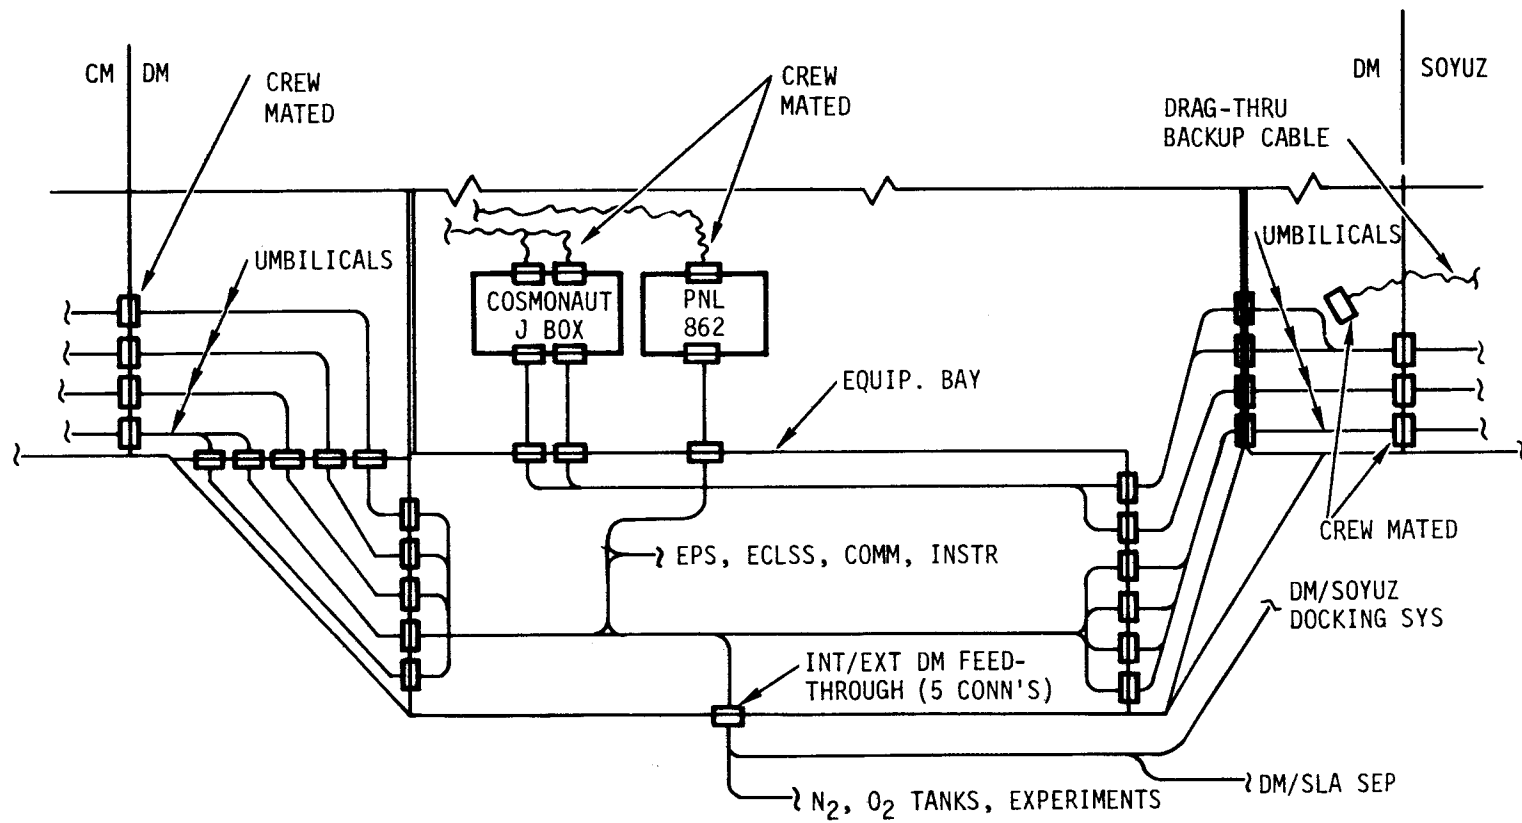 CM DM
CREW
MATED
CREW
MATED
DM SOYUZ
DRAG-THRU
BACKUP CABLE
UMBILICALS
UMBILICALS
COSMONAUT
J BOX
PNL
862
EQUIP. BAY
CREW MATED
EPS, ECLSS, COMM, INSTR
DM/SOYUZ
DOCKING SYS
INT/EXT DM FEED-
THROUGH (5 CONN'S)
DM/SLA SEP
N2, O2 TANKS, EXPERIMENTS